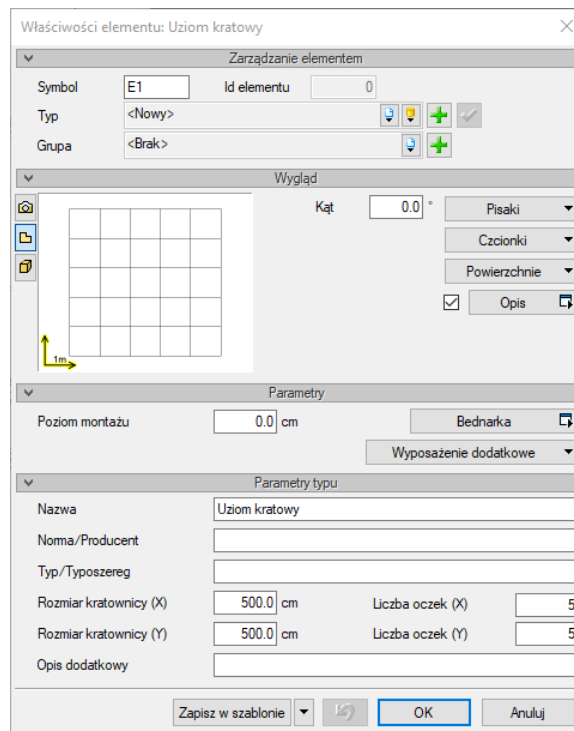 Właściwości elementu: Uziom kratowy
Zarządzanie elementem
Symbol E1 Id elementu 0
Typ <Nowy>
Grupa <Brak>
Wygląd
Kąt 0.0 ° Pisaki
Czcionki
Powierzchnie
Opis
1m
Parametry
Poziom montażu 0.0 cm Bednarka
Wyposażenie dodatkowe
Parametry typu
Nazwa Uziom kratowy
Norma/Producent
Typ/Typoszereg
Rozmiar kratownicy (X) 500.0 cm Liczba oczek (X) 5
Rozmiar kratownicy (Y) 500.0 cm Liczba oczek (Y) 5
Opis dodatkowy
Zapisz w szablonie OK Anuluj